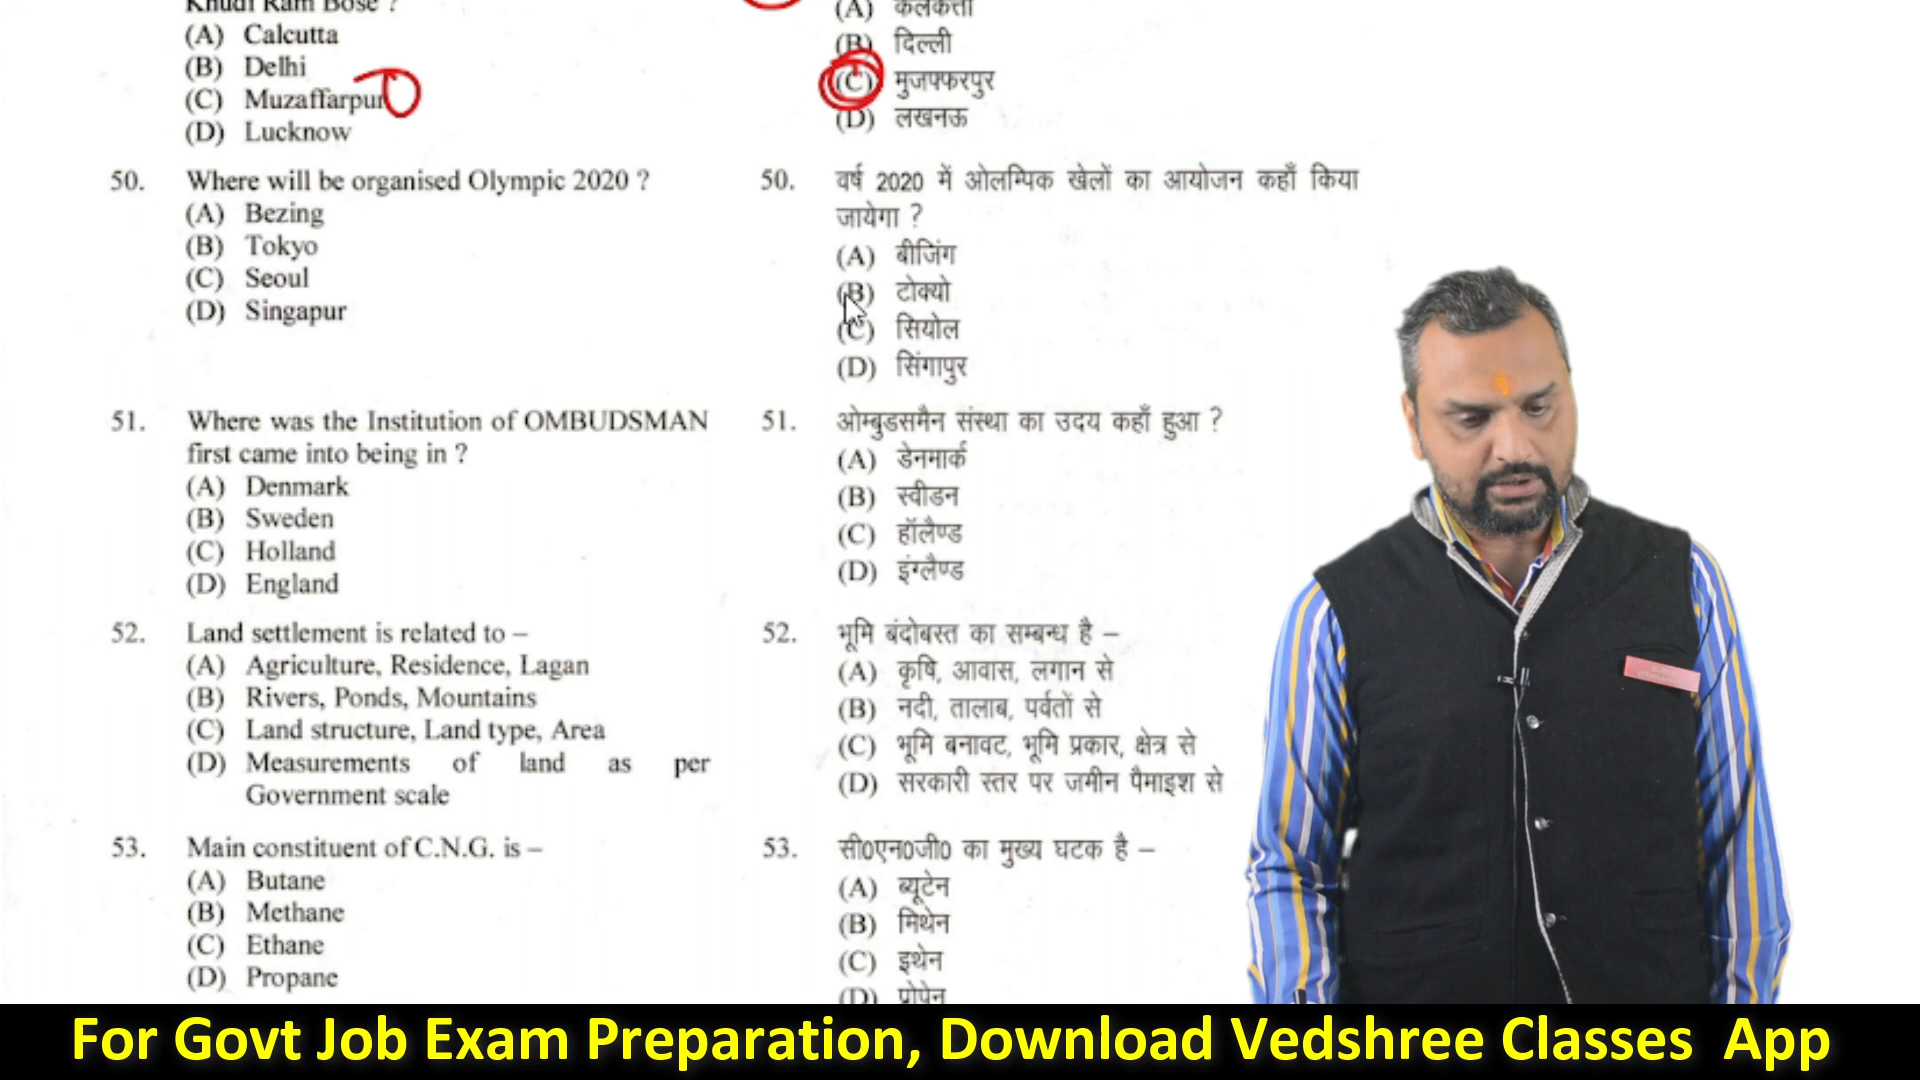 Khudi Ram Bose ?
(A) Calcutta
(B) Delhi
(C) Muzaffarpur
(D) Lucknow
50. Where will be organised Olympic 2020 ?
(A) Bezing
(B) Tokyo
(C) Seoul
(D) Singapur
51. Where was the Institution of OMBUDSMAN
first came into being in ?
(A) Denmark
(B) Sweden
(C) Holland
(D) England
52. Land settlement is related to –
(A) Agriculture, Residence, Lagan
(B) Rivers, Ponds, Mountains
(C) Land structure, Land type, Area
(D) Measurements of land as per
Government scale
53. Main constituent of C.N.G. is –
(A) Butane
(B) Methane
(C) Ethane
(D) Propane
(A) कलकत्ता
(B) दिल्ली
(C) मुजफ्फरपुर
(D) लखनऊ
50. वर्ष 2020 में ओलम्पिक खेलों का आयोजन कहाँ किया
जायेगा ?
(A) बीजिंग
(B) टोक्यो
(C) सियोल
(D) सिंगापुर
51. ओम्बुडसमैन संस्था का उदय कहाँ हुआ ?
(A) डेनमार्क
(B) स्वीडन
(C) हॉलैण्ड
(D) इंग्लैण्ड
52. भूमि बंदोबस्त का सम्बन्ध है –
(A) कृषि, आवास, लगान से
(B) नदी, तालाब, पर्वतों से
(C) भूमि बनावट, भूमि प्रकार, क्षेत्र से
(D) सरकारी स्तर पर जमीन पैमाइश से
53. सी0एन0जी0 का मुख्य घटक है –
(A) ब्यूटेन
(B) मिथेन
(C) इथेन
(D) प्रोपेन
For Govt Job Exam Preparation, Download Vedshree Classes App